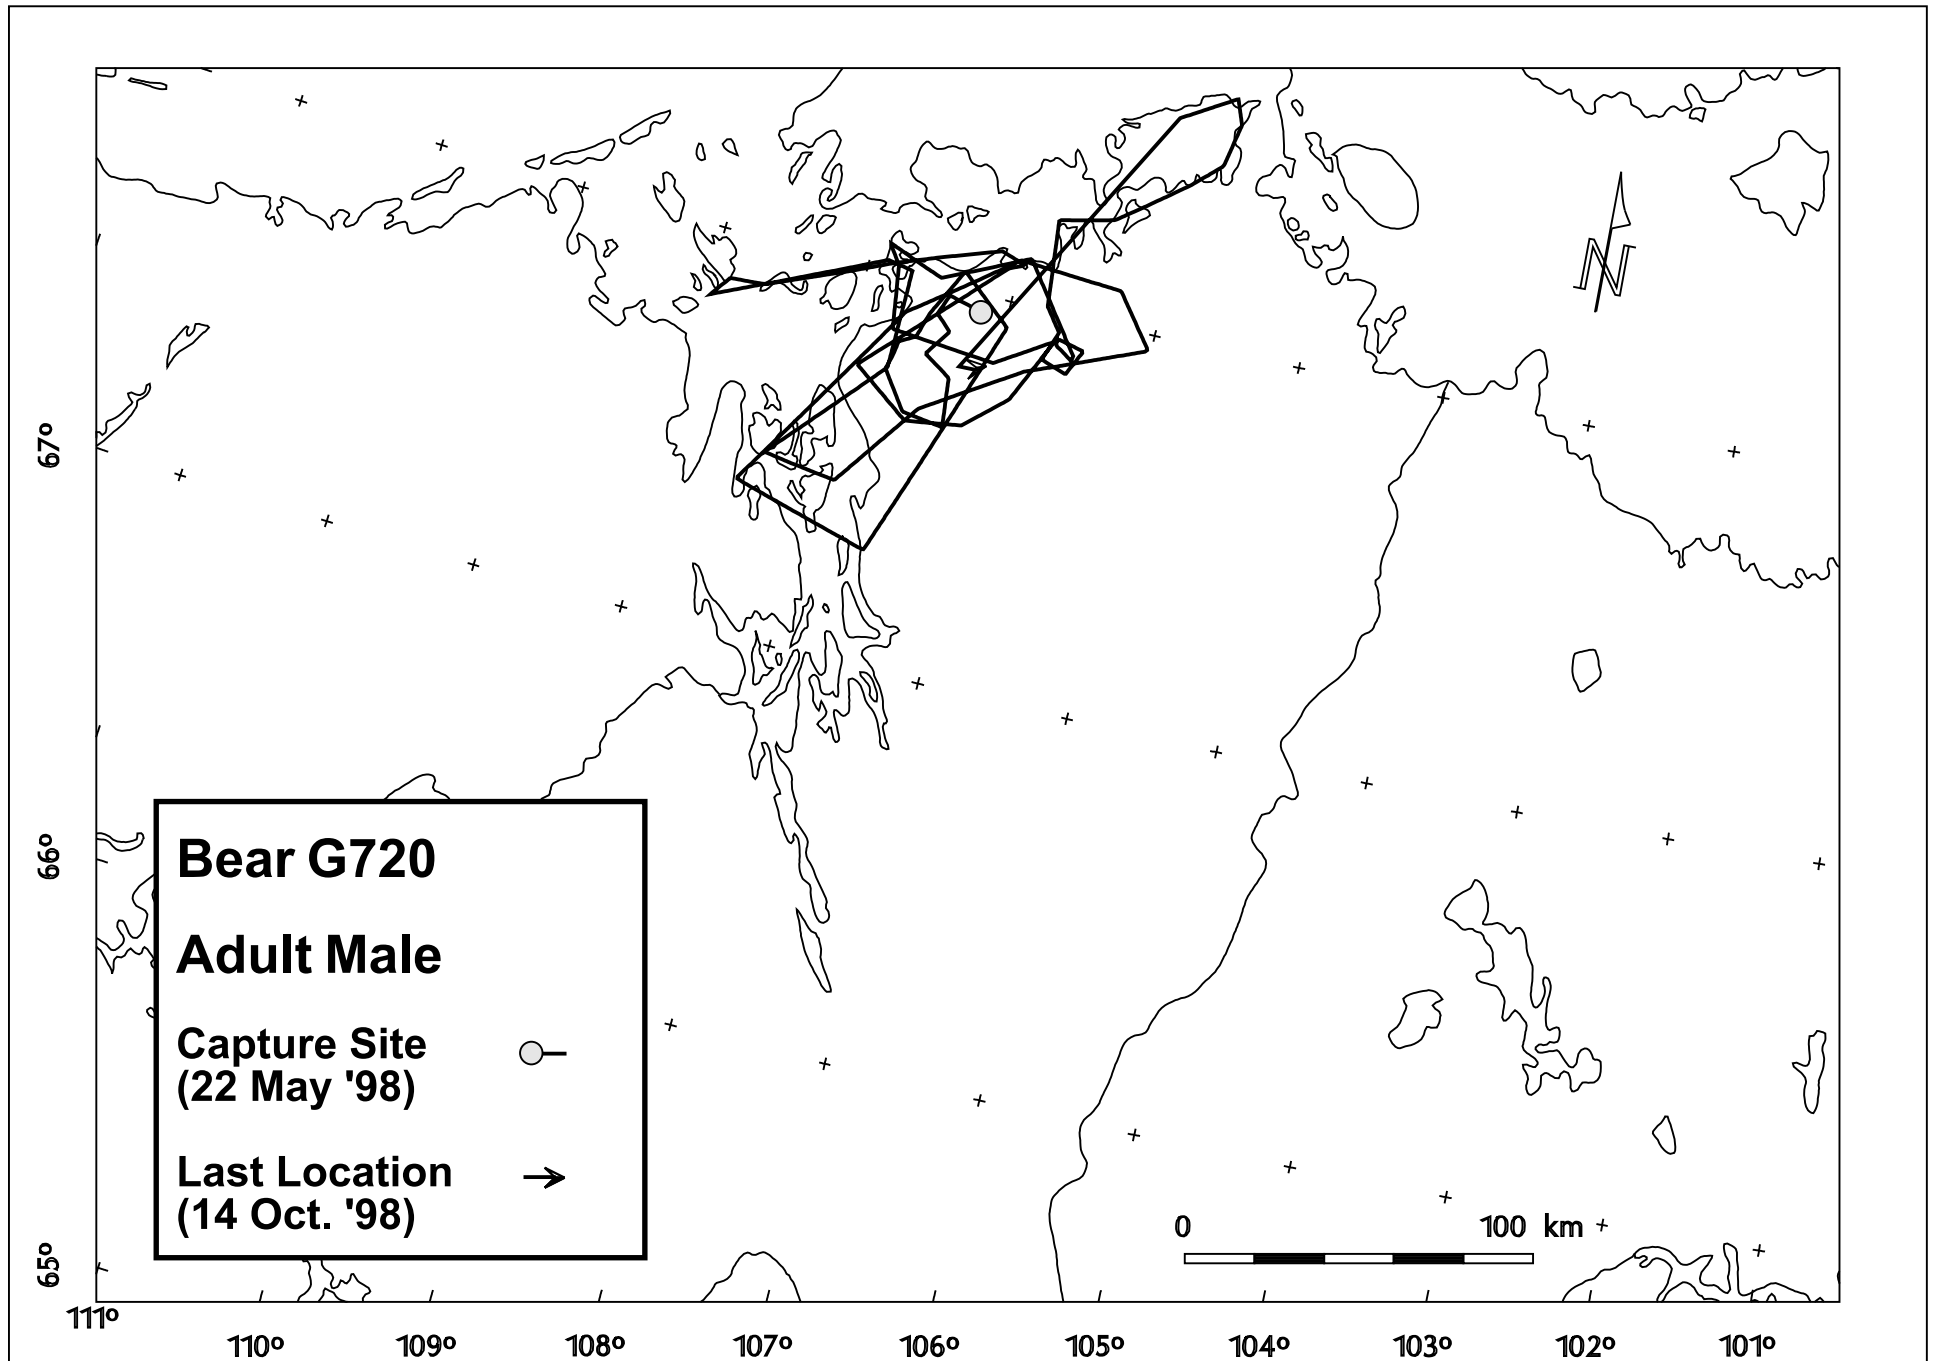 N
67º
66º
65º
Bear G720
Adult Male
Capture Site
(22 May '98)
Last Location
(14 Oct. '98)
0 100 km
111º
110º 109º 108º 107º 106º 105º 104º 103º 102º 101º